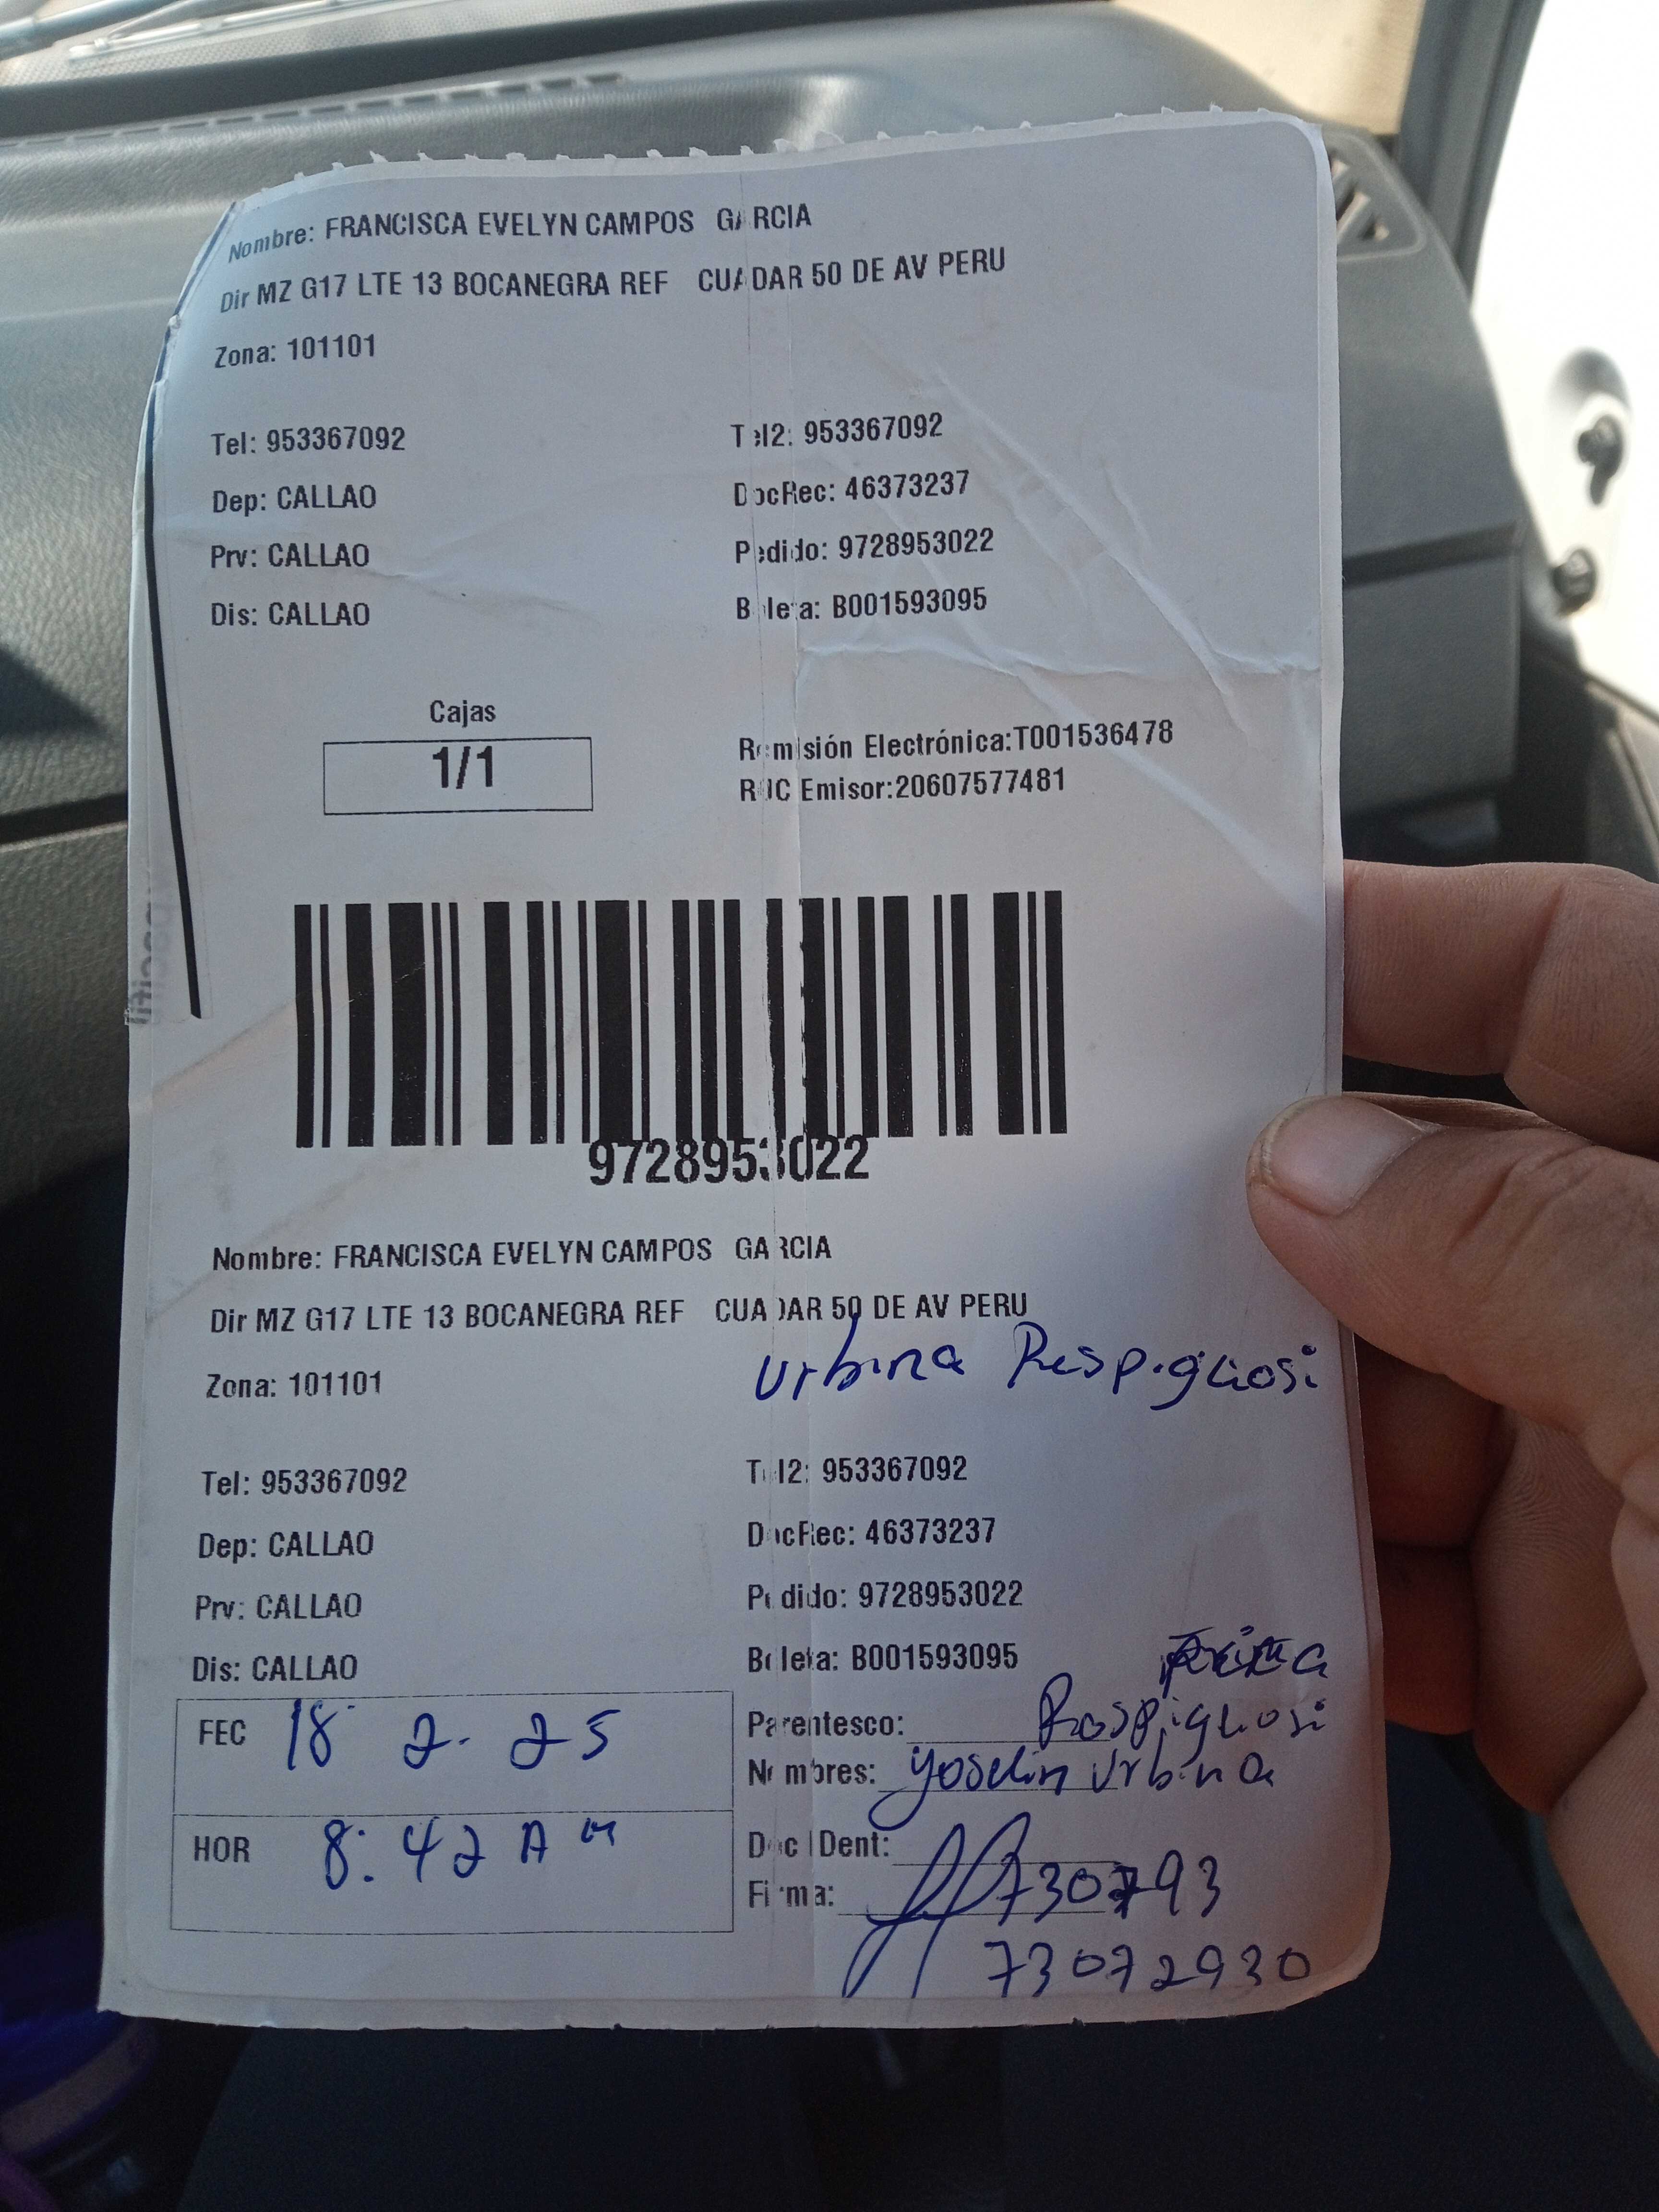 Nombre: FRANCISCA EVELYN CAMPOS GARCIA
Dir MZ G17 LTE 13 BOCANEGRA REF CUADAR 50 DE AV PERU
Zona: 101101
Tel: 953367092 Tel2: 953367092
Dep: CALLAO DocRec: 46373237
Prv: CALLAO Pedido: 9728953022
Dis: CALLAO Boleta: B001593095
Cajas
1/1
Remisión Electrónica:T001536478
RUC Emisor:20607577481
9728953022
Nombre: FRANCISCA EVELYN CAMPOS GARCIA
Dir MZ G17 LTE 13 BOCANEGRA REF CUADAR 50 DE AV PERU
Urbina Respigliosi
Zona: 101101
Tel: 953367092 Tel2: 953367092
Dep: CALLAO DocRec: 46373237
Prv: CALLAO Pedido: 9728953022
Dis: CALLAO Boleta: B001593095
FEC 18 2. 25
Parentesco: Rospigliosi
Nombres: Yoselin Urbina
HOR 8:42 AM
Doc IDent:
Firma: 730793
73072930